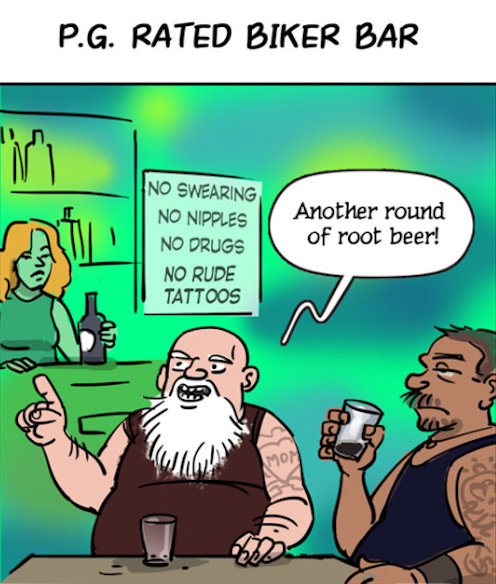 P.G. RATED BIKER BAR
NO SWEARING
NO NIPPLES
NO DRUGS
NO RUDE
TATTOOS
Another round
of root beer!
MOM